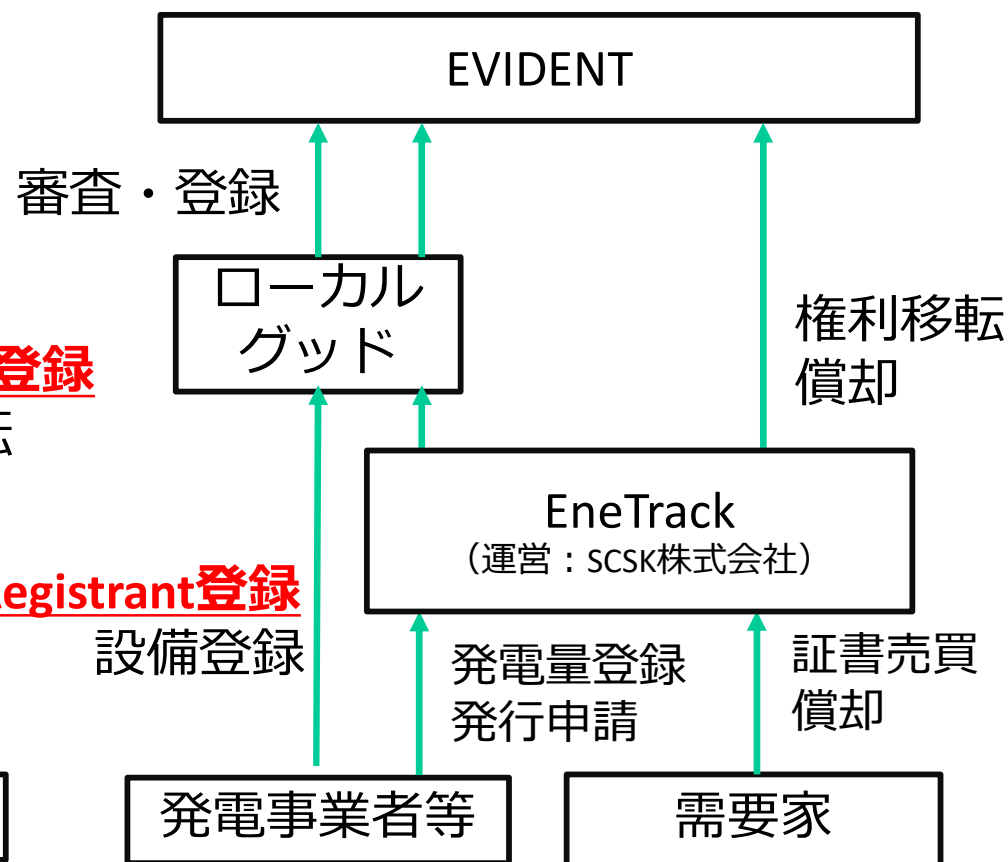 EVIDENT
審査・登録
ローカル
グッド
権利移転
償却
登録
EneTrack
（運営：SCSK株式会社）
egistrant登録
設備登録
発電量登録
発行申請
証書売買
償却
発電事業者等
需要家